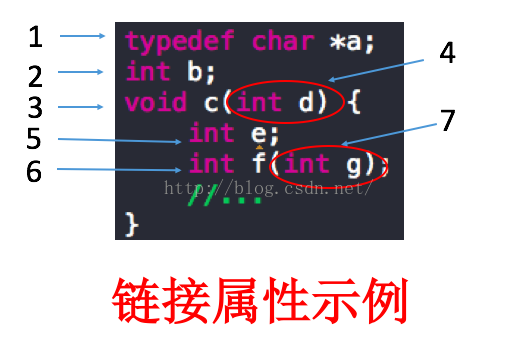 1 typedef char *a;
2 int b;
3 void c(int d) { 4
5 int e;
6 int f(int g); 7
//...
http://blog.csdn.net/
}
链接属性示例